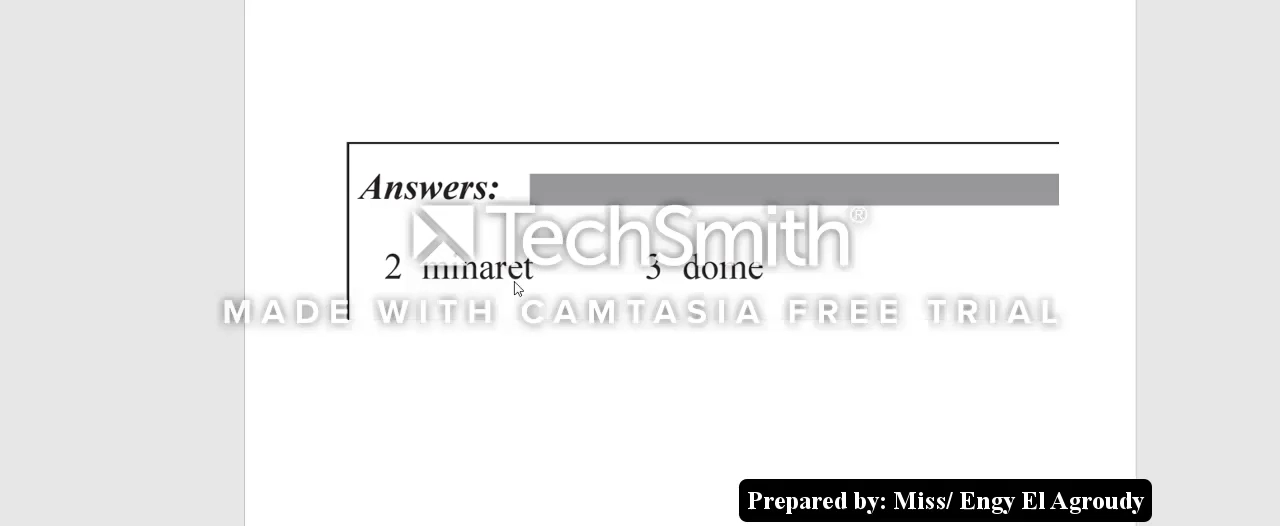 Answers:
TechSmith®
2 minaret 3 dome
MADE WITH CAMTASIA FREE TRIAL
Prepared by: Miss/ Engy El Agroudy